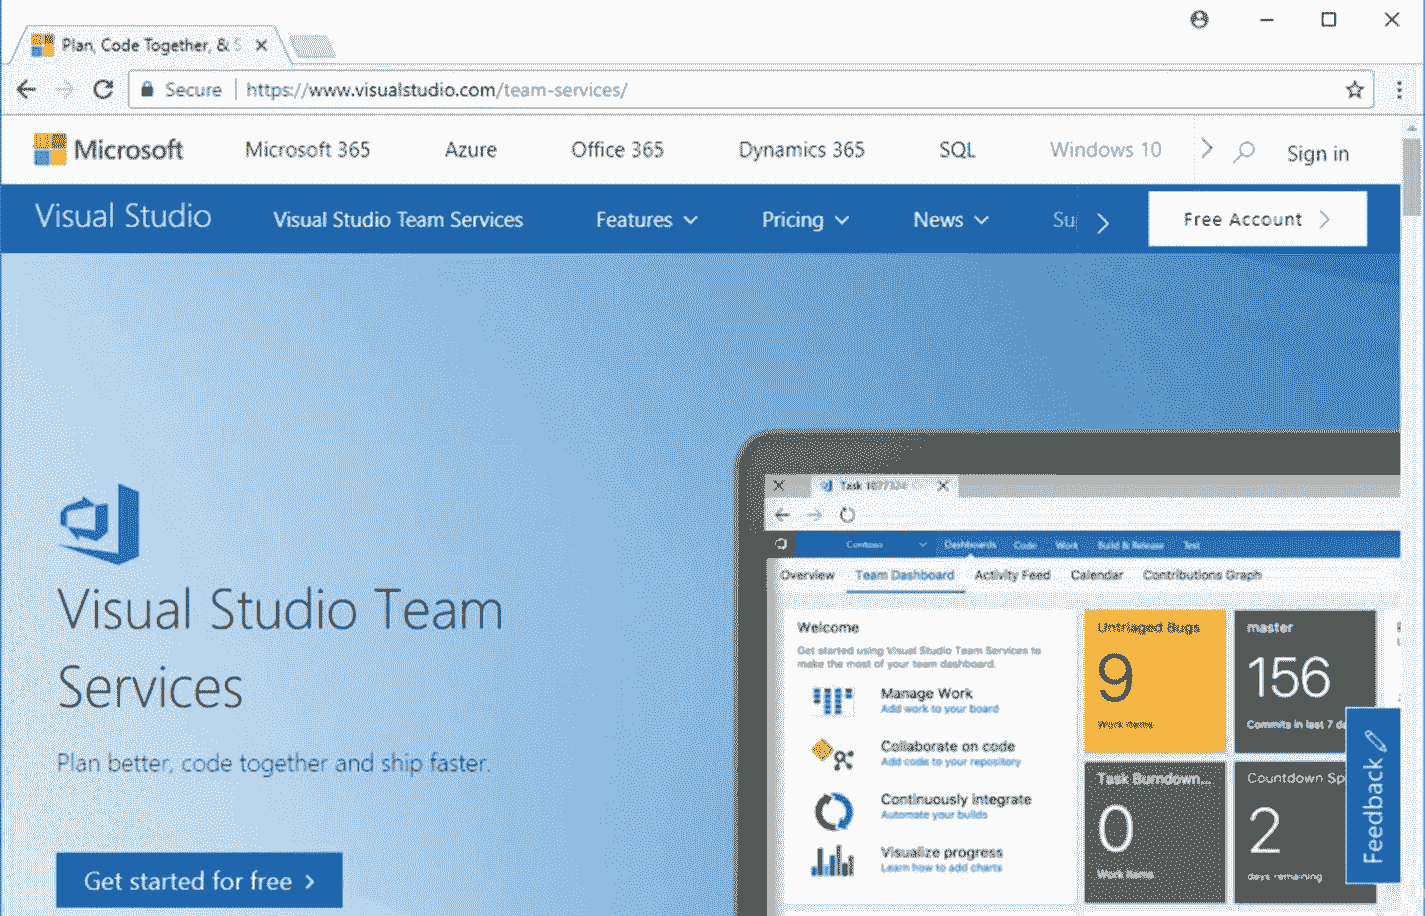 Plan, Code Together, & S
Secure https://www.visualstudio.com/team-services/
Microsoft Microsoft 365 Azure Office 365 Dynamics 365 SQL Windows 10 Sign in
Visual Studio Visual Studio Team Services Features Pricing News Su Free Account
Task 1077324:
Contoso Dashboards Code Work Build & Release Test
Overview Team Dashboard Activity Feed Calendar Contributions Graph
Welcome
Get started using Visual Studio Team Services to
make the most of your team dashboard.
Manage Work
Add work to your board
Collaborate on code
Add code to your repository
Continuously integrate
Automate your builds
Visualize progress
Learn how to add charts
Untriaged Bugs
9
Work items
master
156
Commits in last 7 da
Task Burndown...
0
Work items
Countdown Sp
2
days remaining
Visual Studio Team
Services
Plan better, code together and ship faster.
Get started for free
Feedback